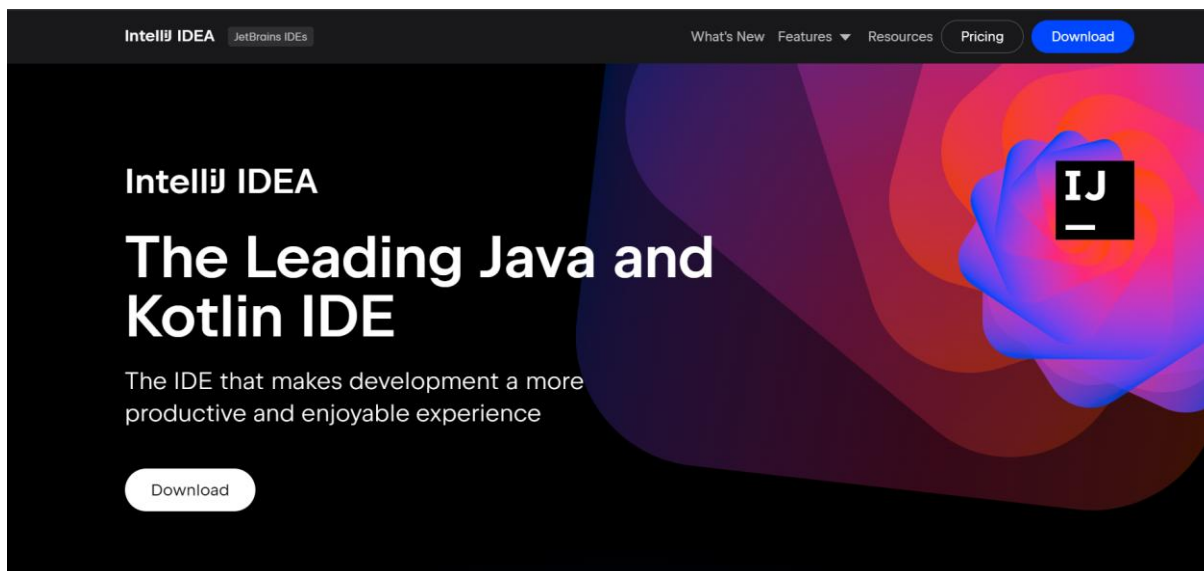 IntelliJ IDEA JetBrains IDEs What's New Features Resources Pricing Download
IntelliJ IDEA
IJ
The Leading Java and
Kotlin IDE
The IDE that makes development a more
productive and enjoyable experience
Download